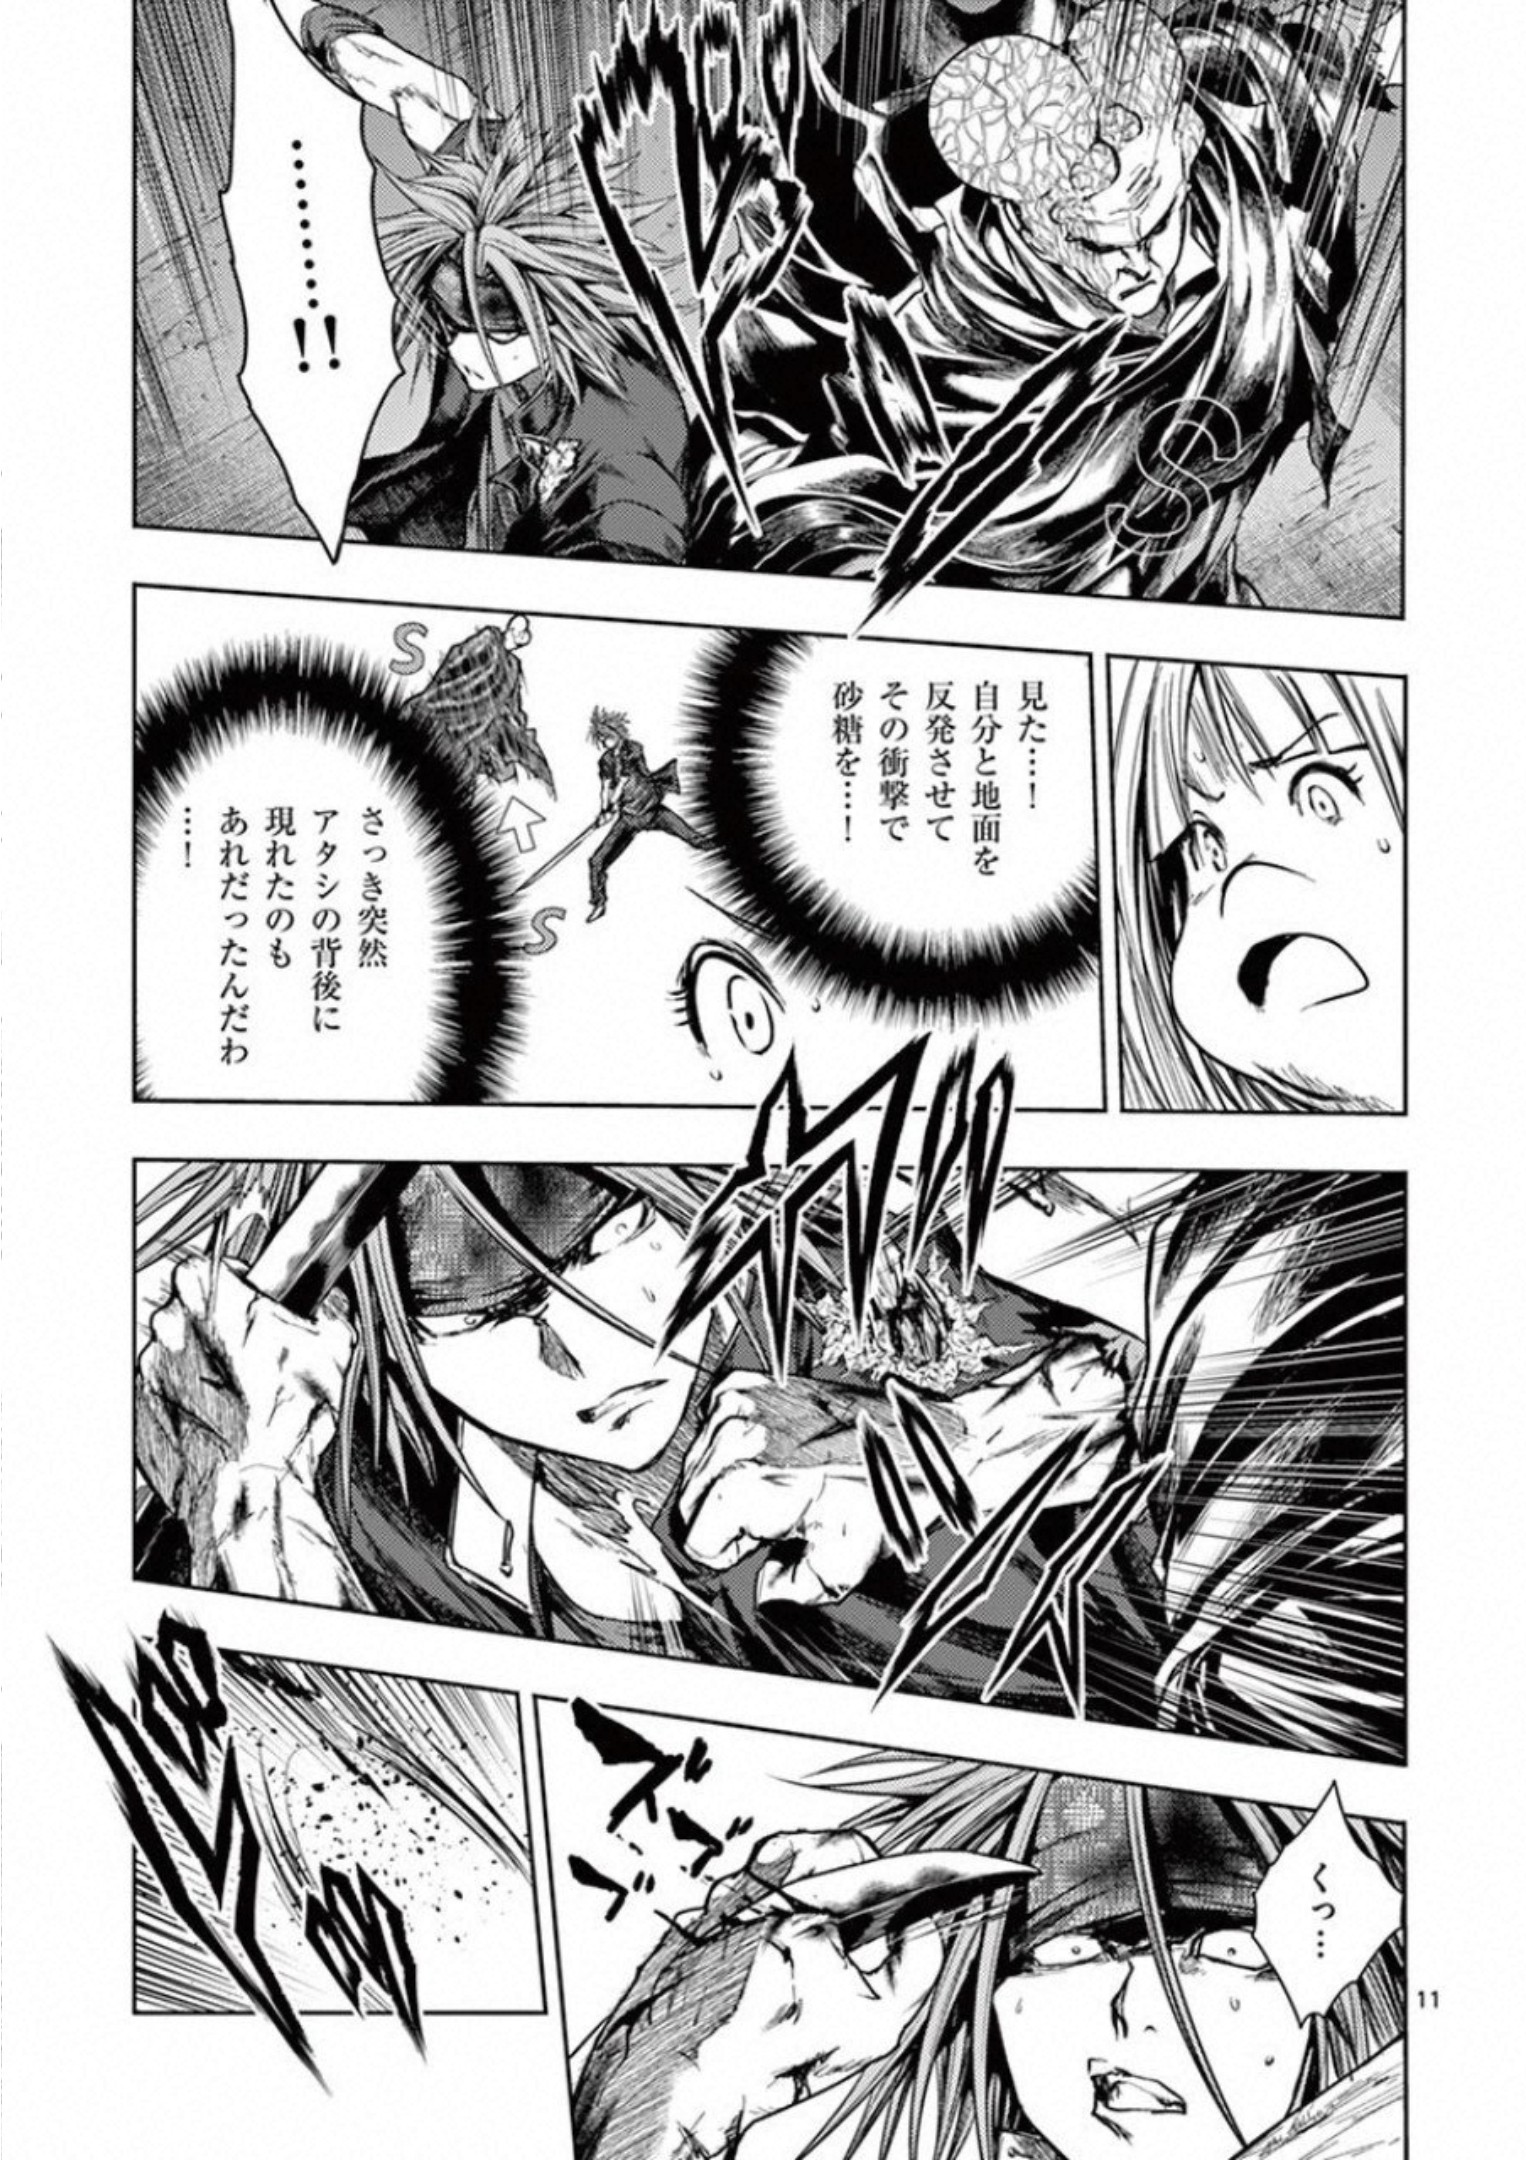 ………!!
S
見た…!
自分と地面を
反発させて
その衝撃で
砂糖を…!
S
S
さっき突然
アタシの背後に
現れたのも
あれだったんだわ
…!
くっ…
ズッ
11